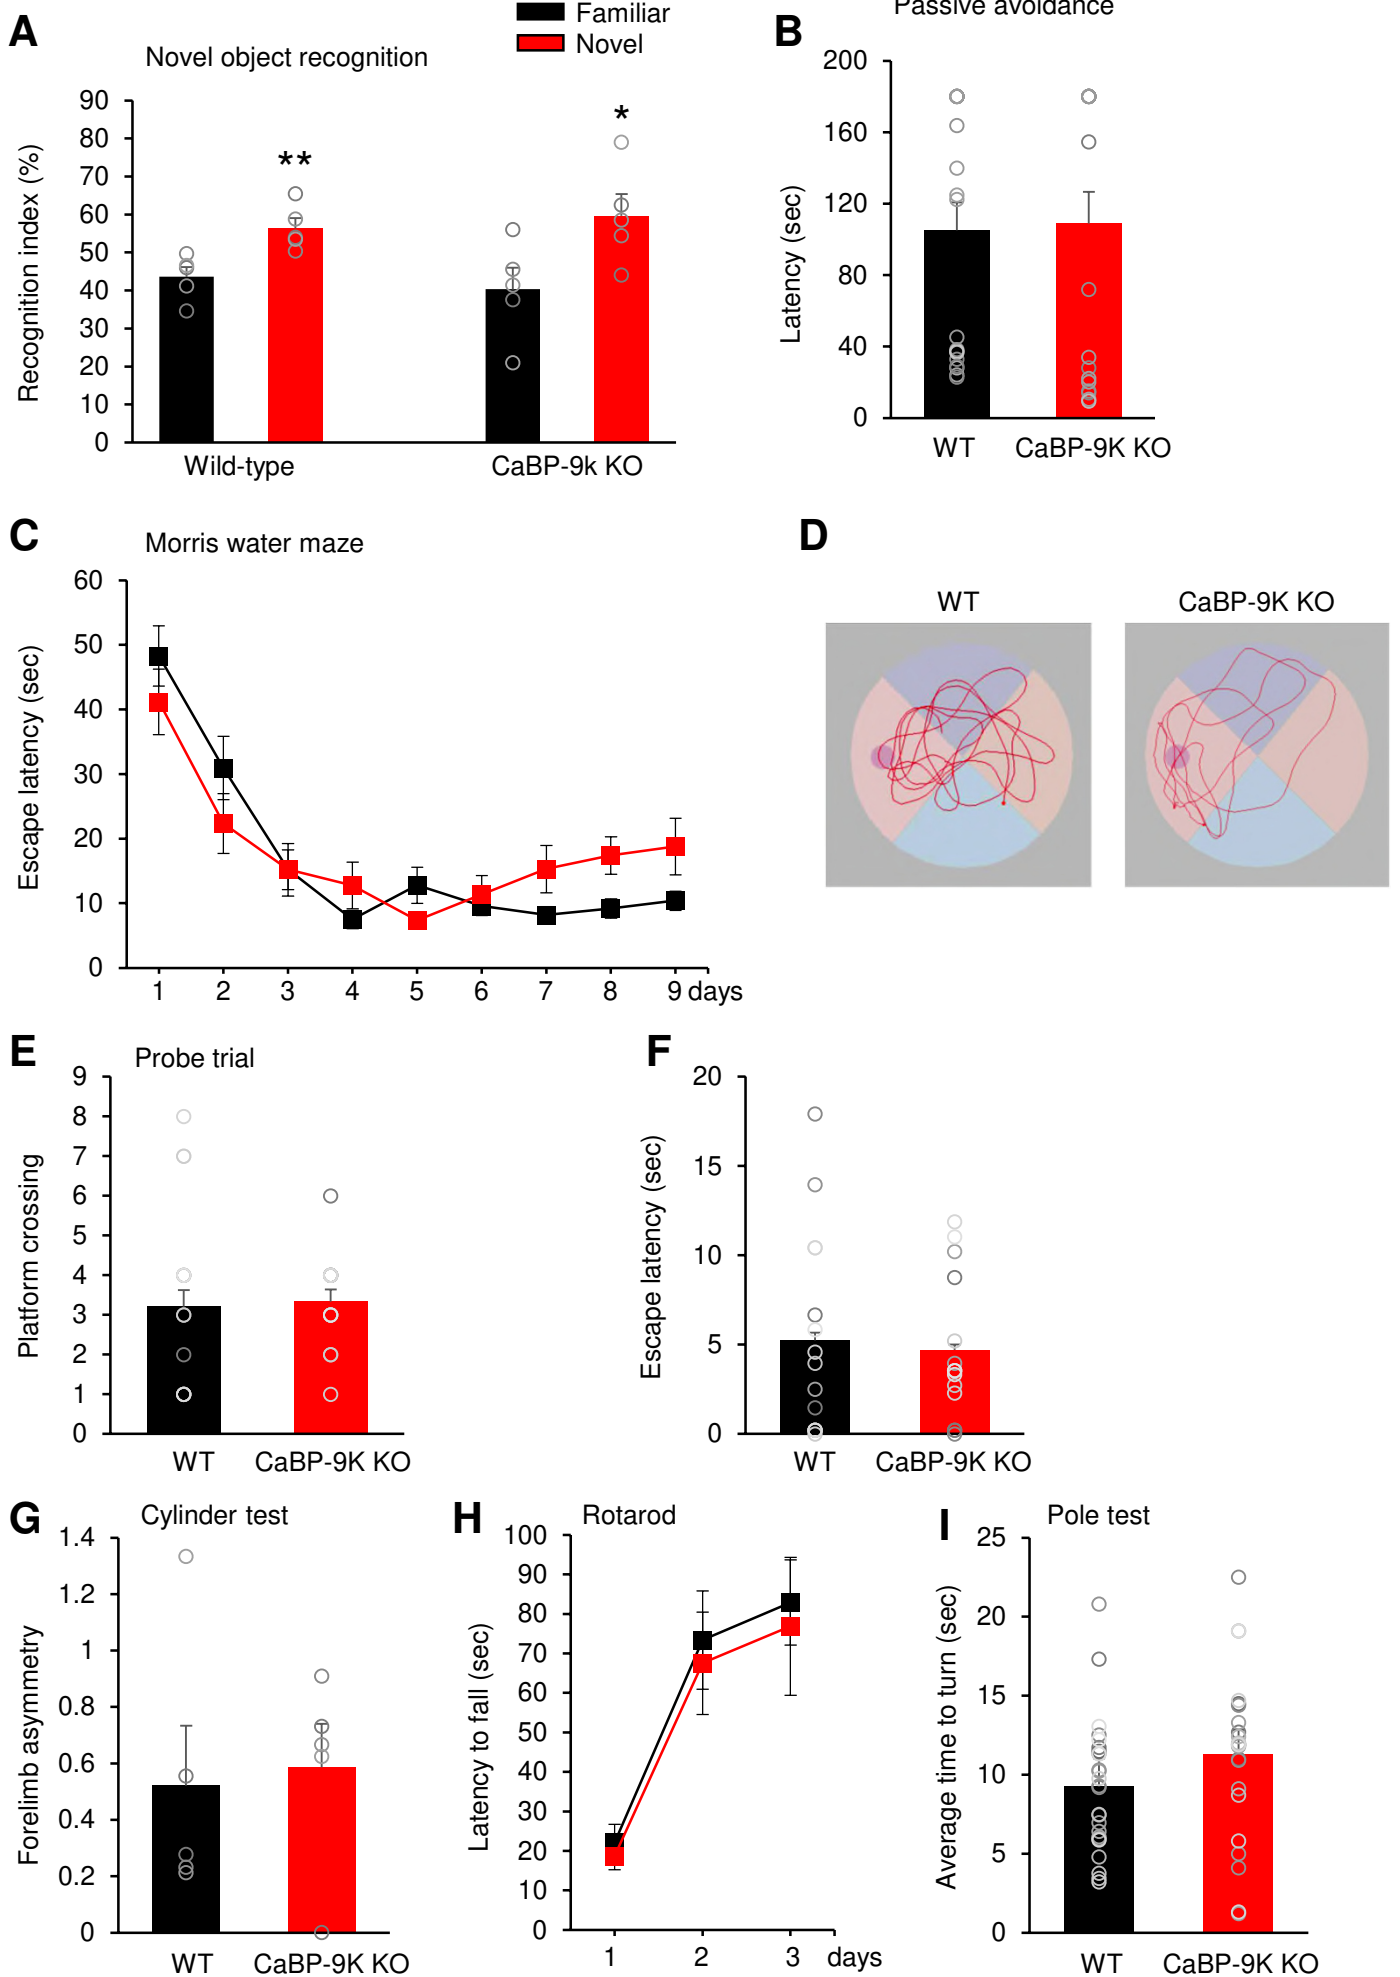 A
Novel object recognition
Familiar
Novel
Recognition index (%)
90
80
70
60
50
40
30
20
10
0
**
*
Wild-type
CaBP-9k KO
B
Passive avoidance
Latency (sec)
200
160
120
80
40
0
WT
CaBP-9K KO
C
Morris water maze
Escape latency (sec)
60
50
40
30
20
10
0
1 2 3 4 5 6 7 8 9 days
D
WT
CaBP-9K KO
E
Probe trial
Platform crossing
9
8
7
6
5
4
3
2
1
0
WT
CaBP-9K KO
F
Escape latency (sec)
20
15
10
5
0
WT
CaBP-9K KO
G
Cylinder test
Forelimb asymmetry
1.4
1.2
1
0.8
0.6
0.4
0.2
0
WT
CaBP-9K KO
H
Rotarod
Latency to fall (sec)
100
90
80
70
60
50
40
30
20
10
0
1 2 3 days
I
Pole test
Average time to turn (sec)
25
20
15
10
5
0
WT
CaBP-9K KO